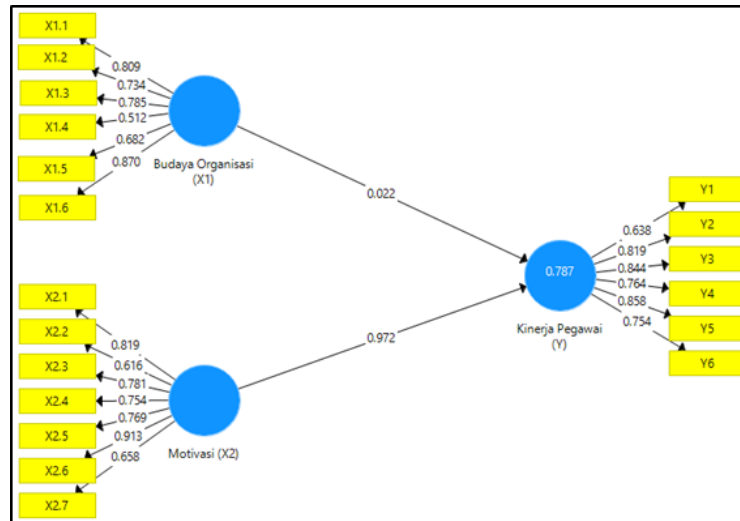 X1.1
X1.2
X1.3
X1.4
X1.5
X1.6
0.809
0.734
0.785
0.512
0.682
0.870
Budaya Organisasi
(X1)
0.022
X2.1
X2.2
X2.3
X2.4
X2.5
X2.6
X2.7
0.819
0.616
0.781
0.754
0.769
0.913
0.658
Motivasi (X2)
0.972
0.787
Kinerja Pegawai
(Y)
0.638
0.819
0.844
0.764
0.858
0.754
Y1
Y2
Y3
Y4
Y5
Y6